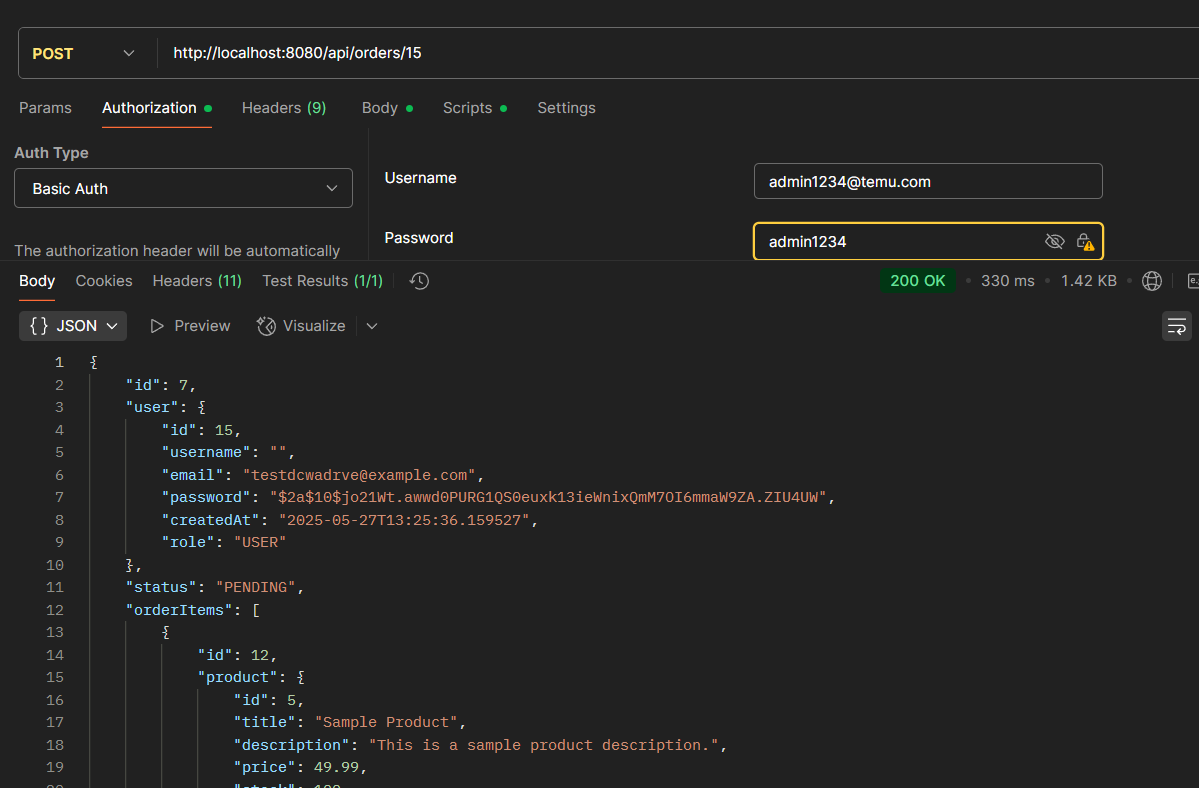 POST http://localhost:8080/api/orders/15
Params Authorization Headers (9) Body Scripts Settings
Auth Type
Basic Auth
The authorization header will be automatically
Username admin1234@temu.com
Password admin1234
Body Cookies Headers (11) Test Results (1/1) 200 OK 330 ms 1.42 KB
{} JSON Preview Visualize
1 {
2 "id": 7,
3 "user": {
4 "id": 15,
5 "username": "",
6 "email": "testdcwadrve@example.com",
7 "password": "$2a$10$jo21Wt.awwd0PURG1QS0euxk13ieWnixQmM7OI6mmaW9ZA.ZIU4UW",
8 "createdAt": "2025-05-27T13:25:36.159527",
9 "role": "USER"
10 },
11 "status": "PENDING",
12 "orderItems": [
13 {
14 "id": 12,
15 "product": {
16 "id": 5,
17 "title": "Sample Product",
18 "description": "This is a sample product description.",
19 "price": 49.99,